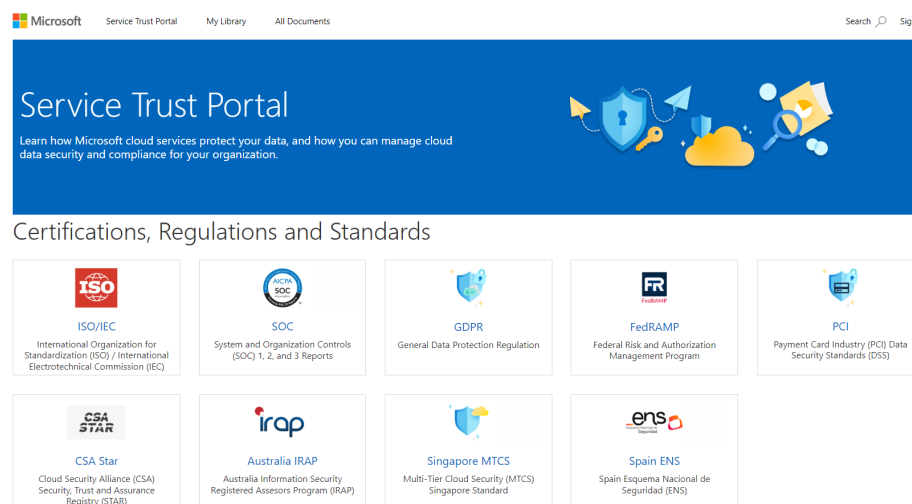 Microsoft Service Trust Portal My Library All Documents Search
Service Trust Portal
Learn how Microsoft cloud services protect your data, and how you can manage cloud
data security and compliance for your organization.
Certifications, Regulations and Standards
ISO
AICPA
SOC
FR
FedRAMP
ISO/IEC
SOC
GDPR
FedRAMP
PCI
International Organization for
Standardization (ISO) / International
Electrotechnical Commission (IEC)
System and Organization Controls
(SOC) 1, 2, and 3 Reports
General Data Protection Regulation
Federal Risk and Authorization
Management Program
Payment Card Industry (PCI) Data
Security Standards (DSS)
CSA
STAR
irap
ens
CSA Star
Australia IRAP
Singapore MTCS
Spain ENS
Cloud Security Alliance (CSA)
Security, Trust and Assurance
Registry (STAR)
Australia Information Security
Registered Assesors Program (IRAP)
Multi-Tier Cloud Security (MTCS)
Singapore Standard
Spain Esquema Nacional de
Seguridad (ENS)